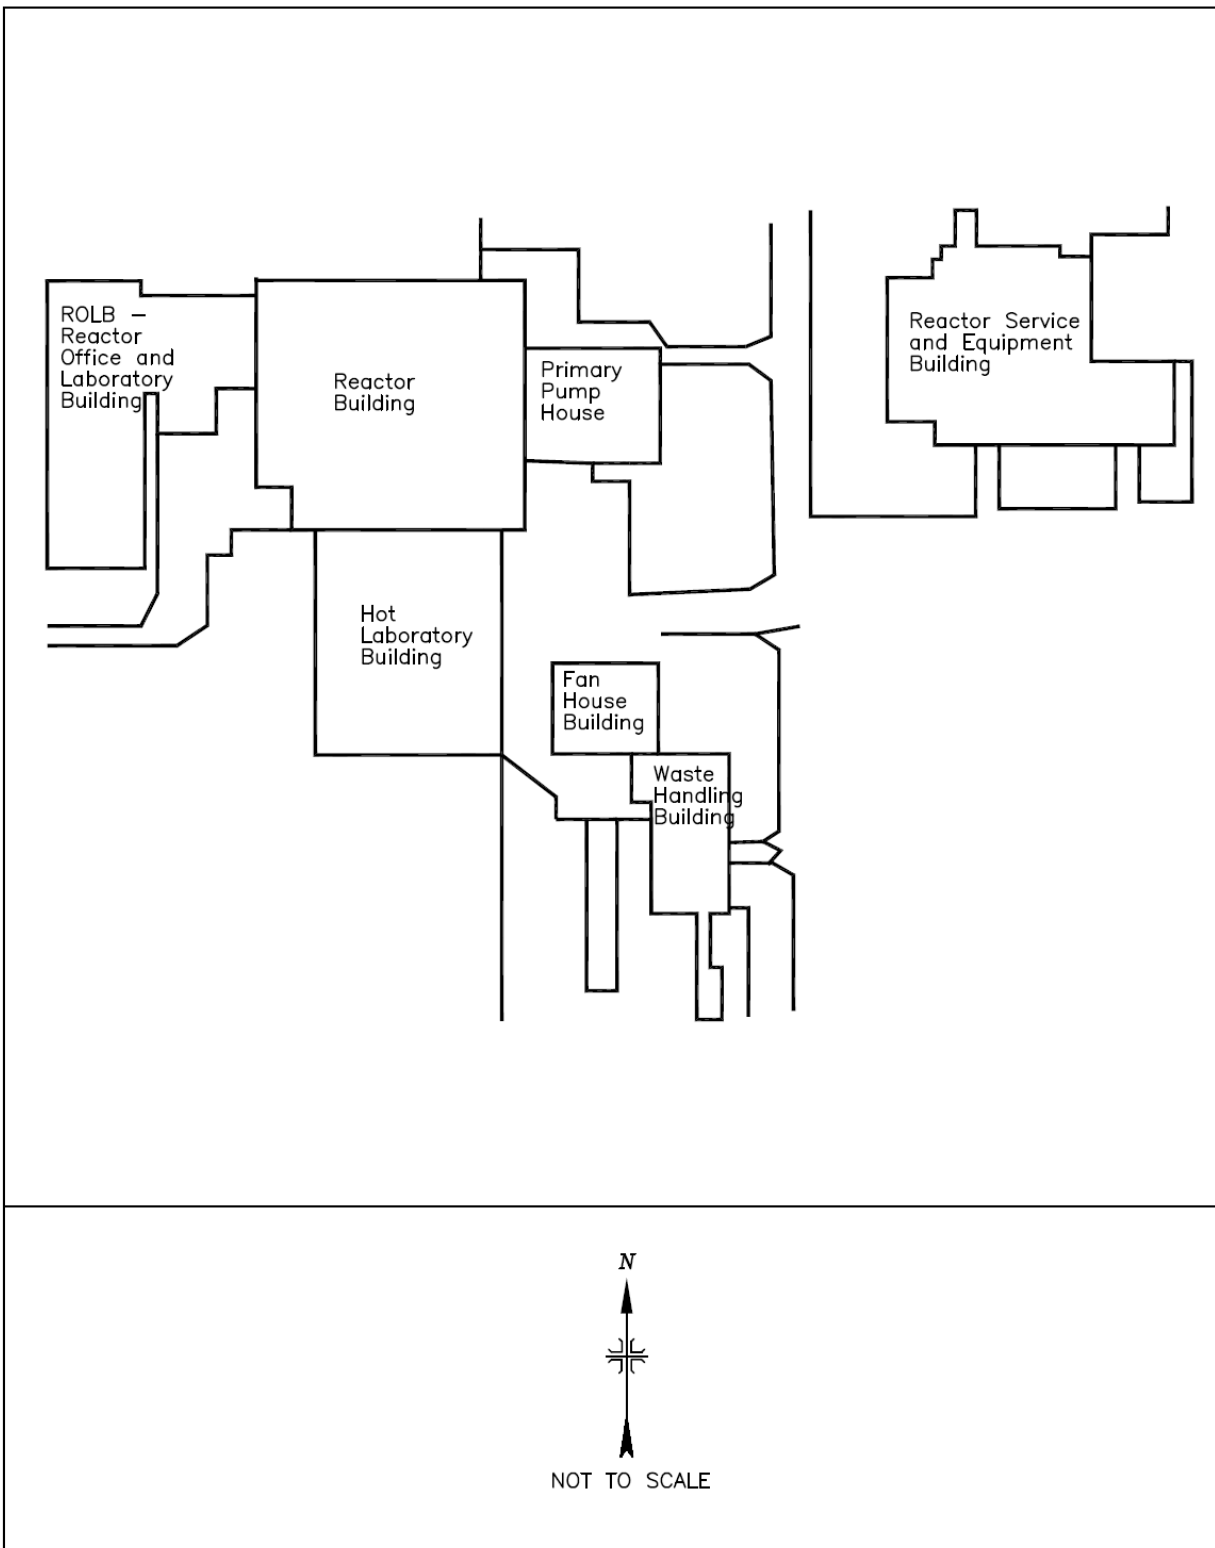 ROLB –
Reactor
Office and
Laboratory
Building
Reactor
Building
Primary
Pump
House
Reactor Service
and Equipment
Building
Hot
Laboratory
Building
Fan
House
Building
Waste
Handling
Building
N
NOT TO SCALE